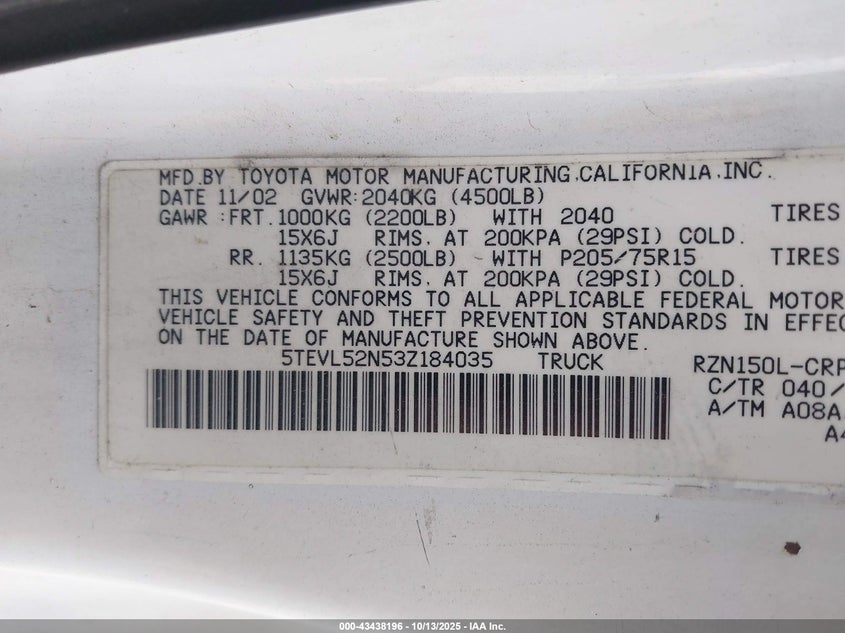 MFD.BY TOYOTA MOTOR MANUFACTURING,CALIFORNIA,INC.
DATE 11/02 GVWR:2040KG (4500LB)
GAWR :FRT.1000KG (2200LB) WITH 2040 TIRES
15X6J RIMS, AT 200KPA (29PSI) COLD.
RR. 1135KG (2500LB) WITH P205/75R15 TIRES
15X6J RIMS, AT 200KPA (29PSI) COLD.
THIS VEHICLE CONFORMS TO ALL APPLICABLE FEDERAL MOTOR
VEHICLE SAFETY AND THEFT PREVENTION STANDARDS IN EFFEC
ON THE DATE OF MANUFACTURE SHOWN ABOVE.
5TEVL52N53Z184035 TRUCK RZN150L-CRP
C/TR 040/
A/TM A08A
A4
000-43438196 - 10/13/2025 - IAA Inc.